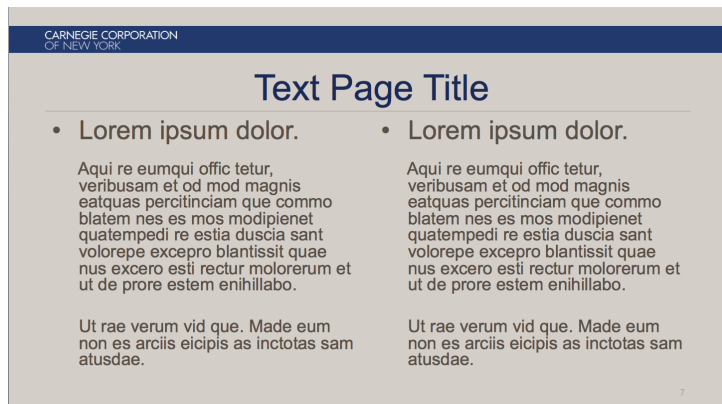 CARNEGIE CORPORATION
OF NEW YORK
Text Page Title
• Lorem ipsum dolor.
Aqui re eumqui offic tetur,
veribusam et od mod magnis
eatquas percitinciam que commo
blatem nes es mos modipienet
quatempedi re estia duscia sant
volorepe excepro blantissit quae
nus excero esti rectur molorerum et
ut de prore estem enihillabo.
Ut rae verum vid que. Made eum
non es arciis eicipis as inctotas sam
atusdae.
• Lorem ipsum dolor.
Aqui re eumqui offic tetur,
veribusam et od mod magnis
eatquas percitinciam que commo
blatem nes es mos modipienet
quatempedi re estia duscia sant
volorepe excepro blantissit quae
nus excero esti rectur molorerum et
ut de prore estem enihillabo.
Ut rae verum vid que. Made eum
non es arciis eicipis as inctotas sam
atusdae.
7